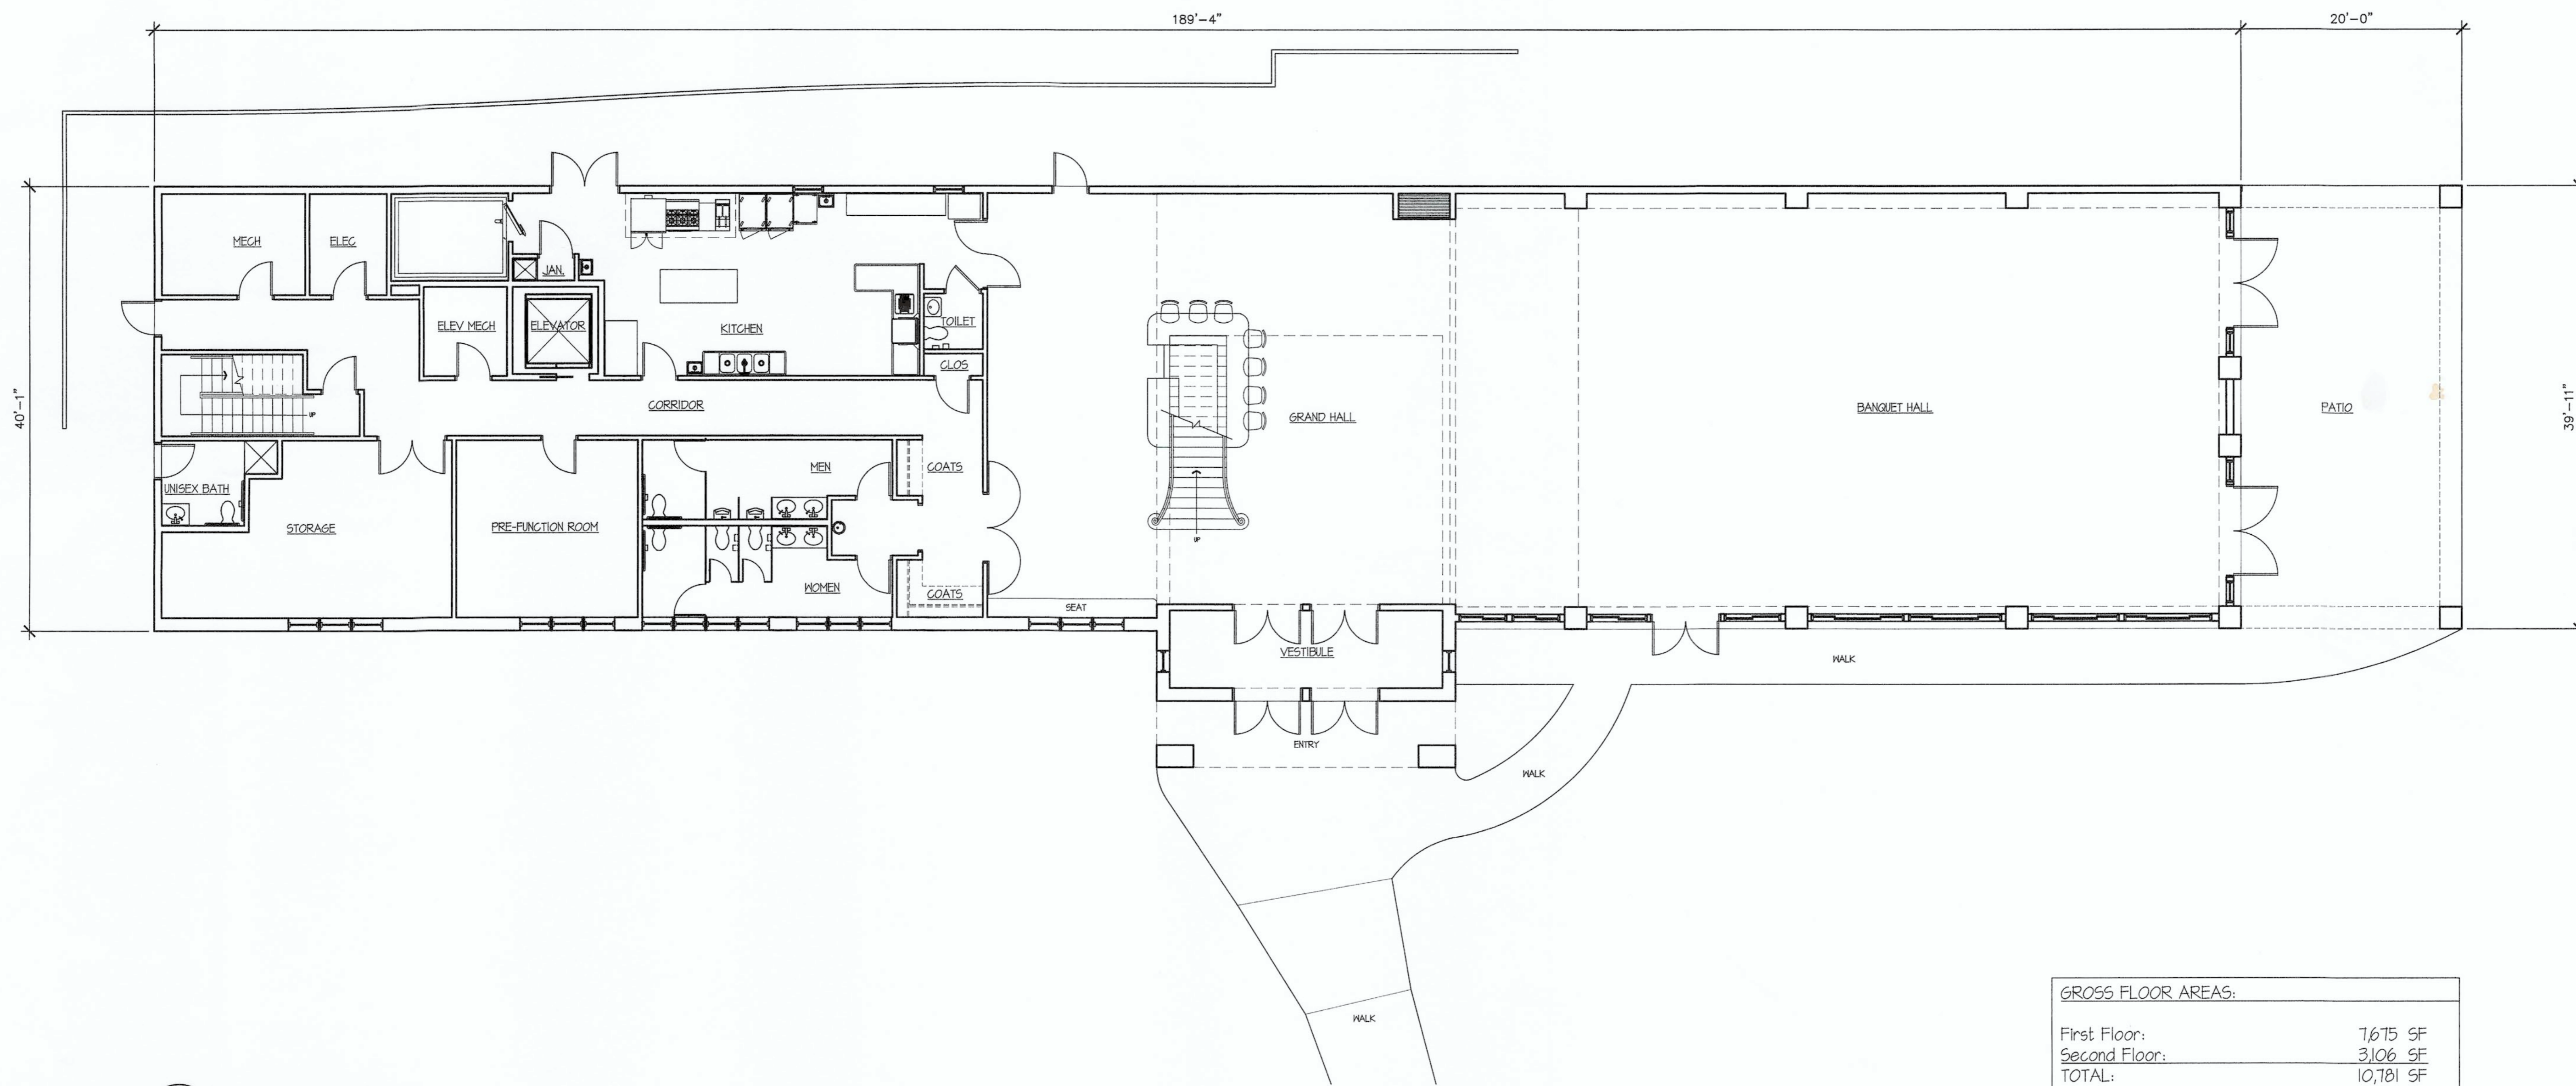 189'-4"
20'-0"
40'-1"
39'-11"
MECH
ELEC
JAN.
ELEV MECH
ELEVATOR
KITCHEN
TOILET
CLOS
CORRIDOR
UP
GRAND HALL
BANQUET HALL
PATIO
UNISEX BATH
STORAGE
PRE-FUNCTION ROOM
MEN
COATS
WOMEN
COATS
UP
SEAT
VESTIBULE
WALK
ENTRY
WALK
WALK
GROSS FLOOR AREAS:
First Floor: 7,675 SF
Second Floor: 3,106 SF
TOTAL: 10,781 SF